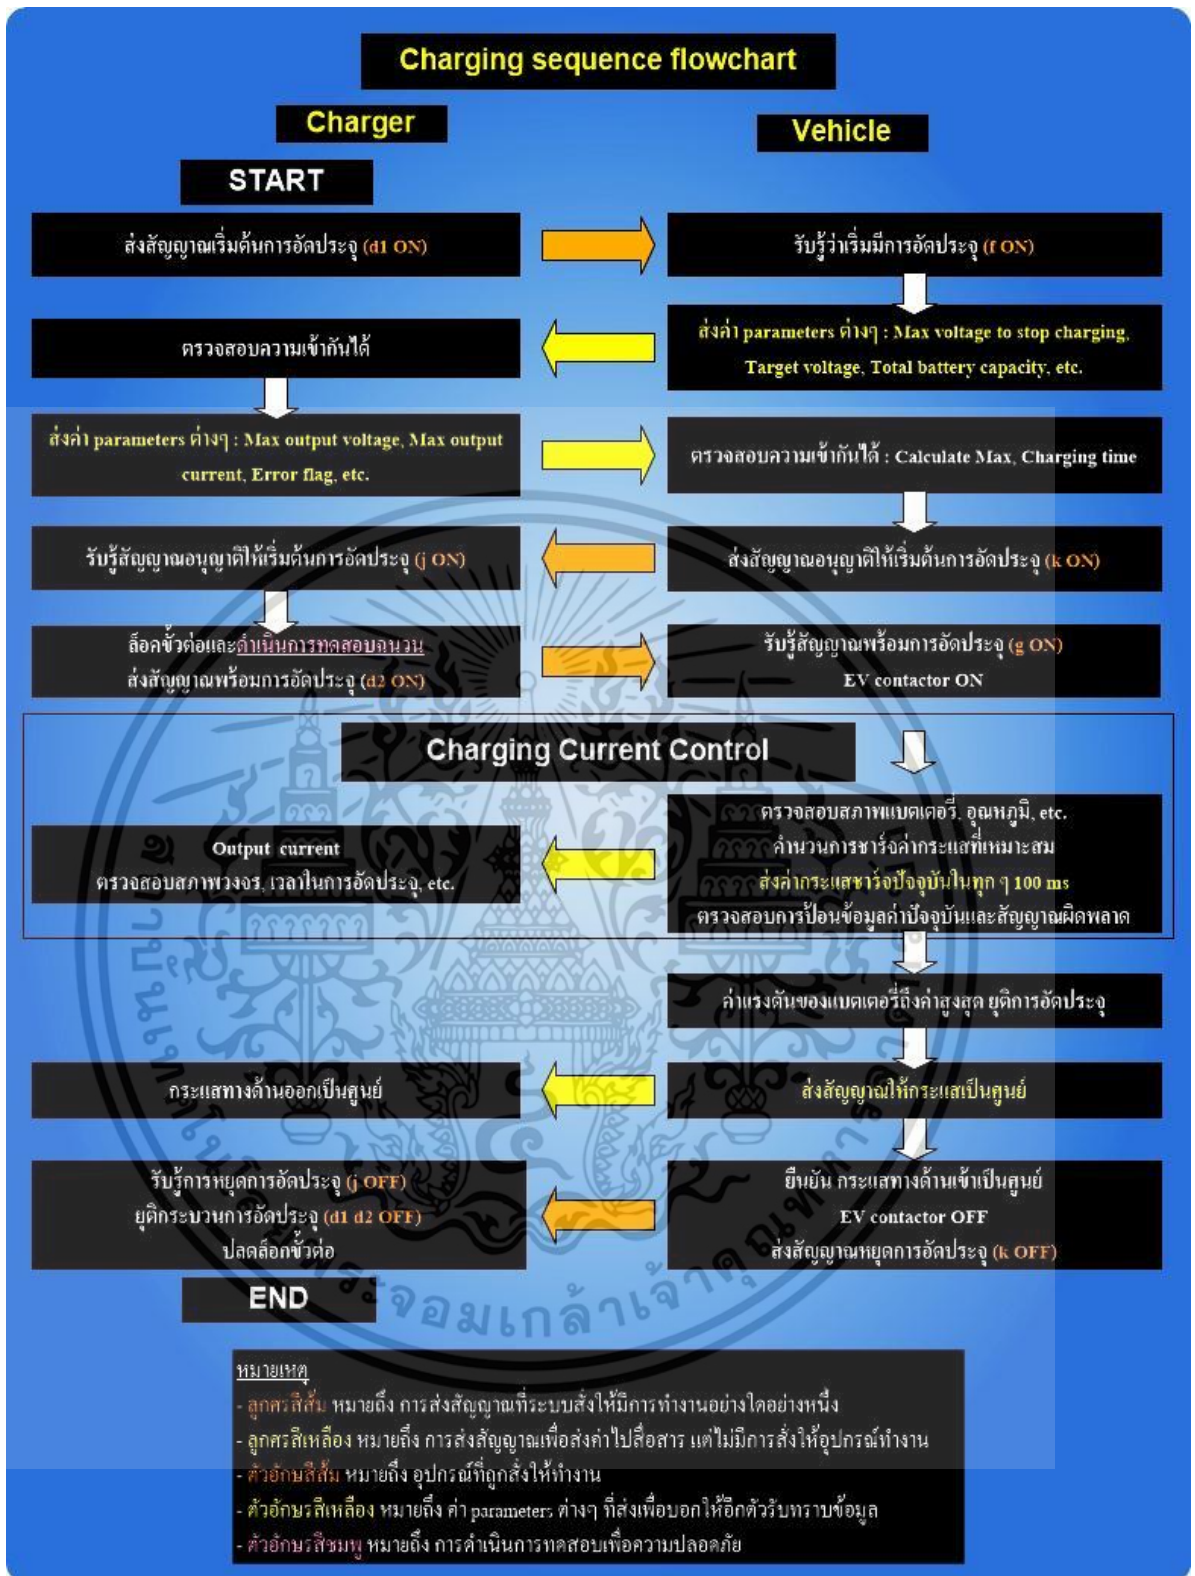 Charging sequence flowchart
Charger
Vehicle
START
ส่งสัญญาณเริ่มต้นการอัดประจุ (d1 ON)
รับรู้ว่าเริ่มมีการอัดประจุ (f ON)
ส่งค่า parameters ต่างๆ : Max voltage to stop charging,
Target voltage, Total battery capacity, etc.
ตรวจสอบความเข้ากันได้
ส่งค่า parameters ต่างๆ : Max output voltage, Max output
current, Error flag, etc.
ตรวจสอบความเข้ากันได้ : Calculate Max, Charging time
ส่งสัญญาณอนุญาติให้เริ่มต้นการอัดประจุ (k ON)
รับรู้สัญญาณอนุญาติให้เริ่มต้นการอัดประจุ (j ON)
ล็อคขั้วต่อและดำเนินการทดสอบฉนวน
ส่งสัญญาณพร้อมการอัดประจุ (d2 ON)
รับรู้สัญญาณพร้อมการอัดประจุ (g ON)
EV contactor ON
Charging Current Control
ตรวจสอบสภาพแบตเตอรี่, อุณหภูมิ, etc.
คำนวนการชาร์จค่ากระแสที่เหมาะสม
ส่งค่ากระแสชาร์จปัจจุบันในทุก ๆ 100 ms
ตรวจสอบการป้อนข้อมูลค่าปัจจุบันและสัญญาณผิดพลาด
Output current
ตรวจสอบสภาพวงจร, เวลาในการอัดประจุ, etc.
ค่าแรงดันของแบตเตอรี่ถึงค่าสูงสุด ยุติการอัดประจุ
ส่งสัญญาณให้กระแสเป็นศูนย์
กระแสทางด้านออกเป็นศูนย์
ยืนยัน กระแสทางด้านเข้าเป็นศูนย์
EV contactor OFF
ส่งสัญญาณหยุดการอัดประจุ (k OFF)
รับรู้การหยุดการอัดประจุ (j OFF)
ยุติกระบวนการอัดประจุ (d1 d2 OFF)
ปลดล็อกขั้วต่อ
END
สถาบันเทคโนโลยีพระจอมเกล้าเจ้าคุณทหารลาดกระบัง
หมายเหตุ
- ลูกศรสีส้ม หมายถึง การส่งสัญญาณที่ระบบสั่งให้มีการทำงานอย่างใดอย่างหนึ่ง
- ลูกศรสีเหลือง หมายถึง การส่งสัญญาณเพื่อส่งค่าไปสื่อสาร แต่ไม่มีการสั่งให้อุปกรณ์ทำงาน
- ตัวอักษสีส้ม หมายถึง อุปกรณ์ที่ถูกสั่งให้ทำงาน
- ตัวอักษรสีเหลือง หมายถึง ค่า parameters ต่างๆ ที่ส่งเพื่อบอกให้อีกตัวรับทราบข้อมูล
- ตัวอักษรสีชมพู หมายถึง การดำเนินการทดสอบเพื่อความปลอดภัย